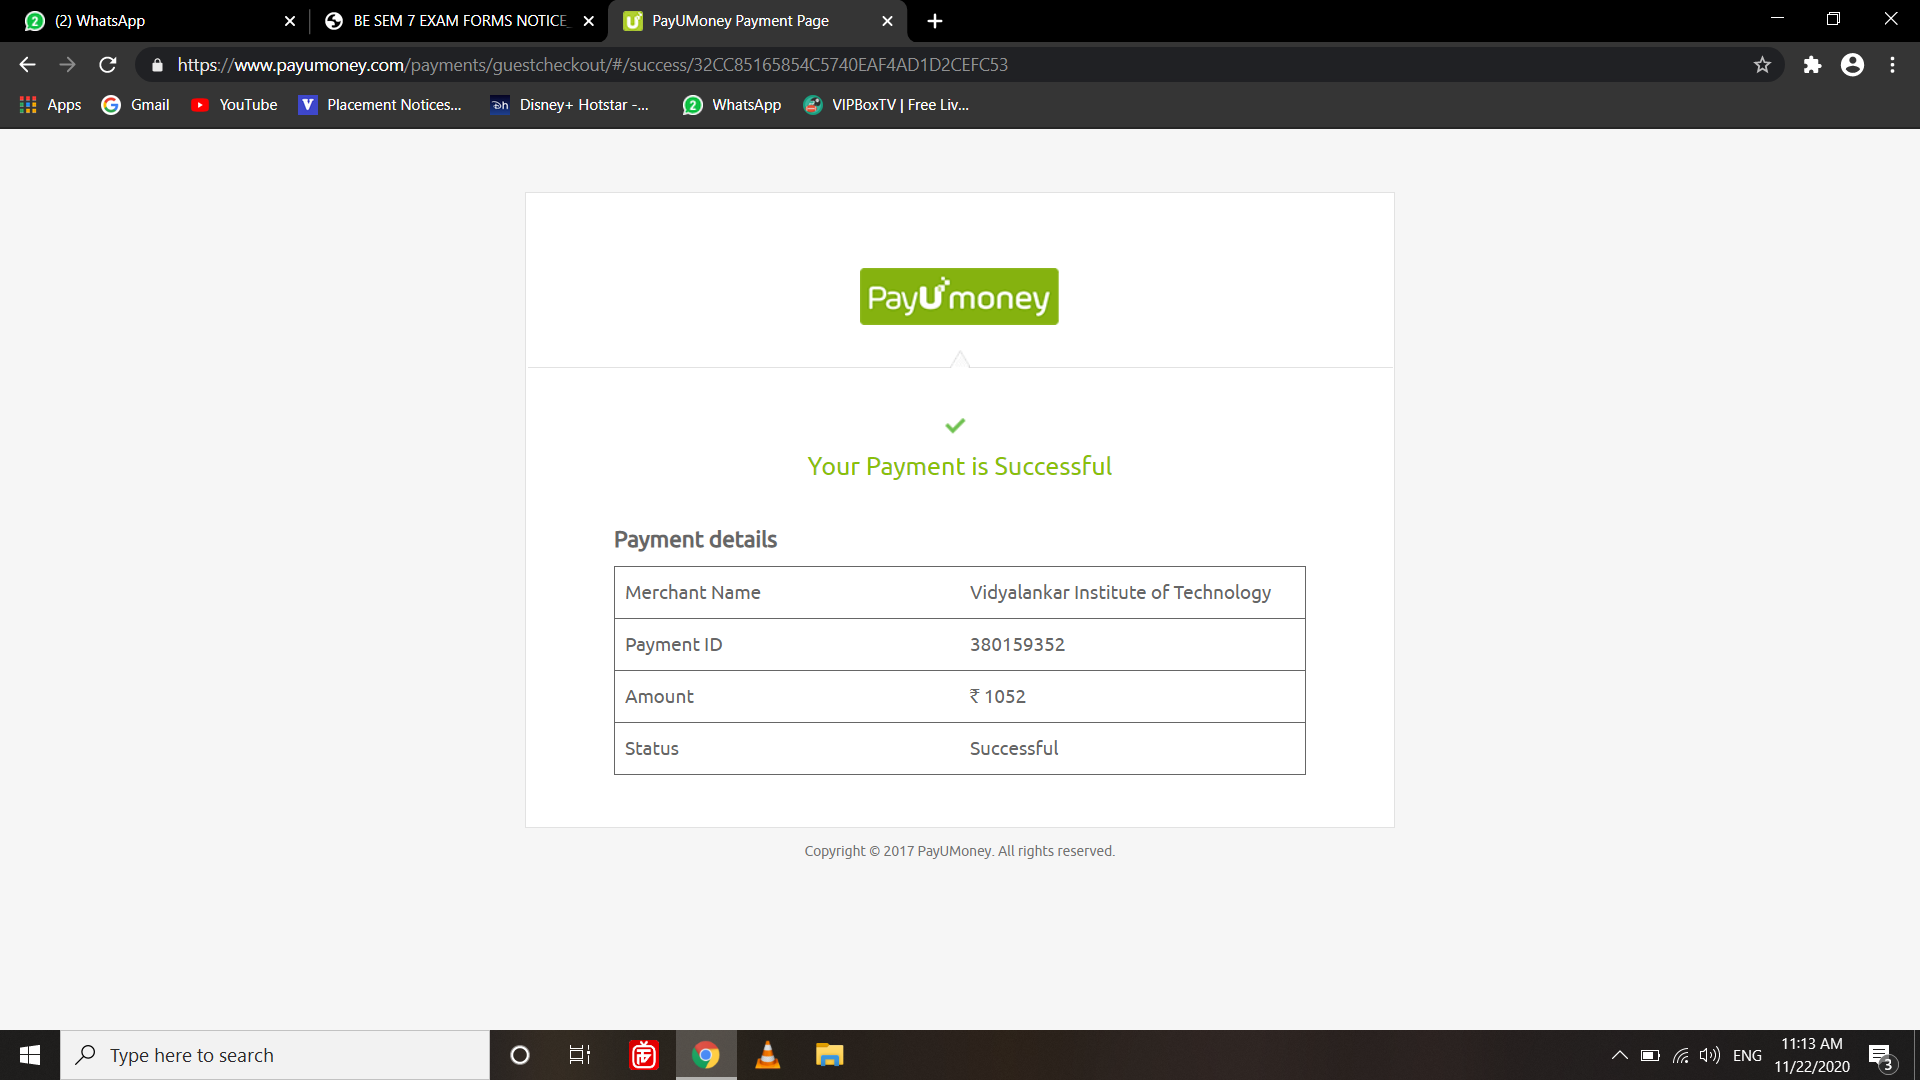 (2) WhatsApp
BE SEM 7 EXAM FORMS NOTICE
PayUMoney Payment Page
https://www.payumoney.com/payments/guestcheckout/#/success/32CC85165854C5740EAF4AD1D2CEFC53
Apps
Gmail
YouTube
Placement Notices...
Disney+ Hotstar -...
WhatsApp
VIPBoxTV | Free Liv...
PayUmoney
Your Payment is Successful
Payment details
Merchant Name Vidyalankar Institute of Technology
Payment ID 380159352
Amount ₹ 1052
Status Successful
Copyright © 2017 PayUMoney. All rights reserved.
Type here to search
ENG
11:13 AM
11/22/2020
3